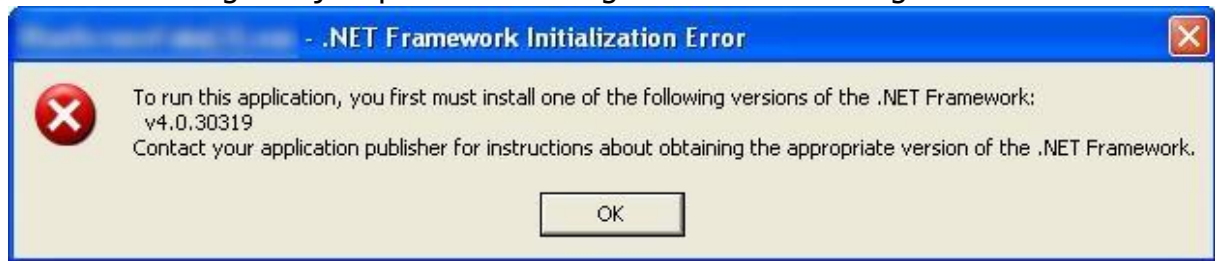 - .NET Framework Initialization Error
To run this application, you first must install one of the following versions of the .NET Framework:
v4.0.30319
Contact your application publisher for instructions about obtaining the appropriate version of the .NET Framework.
OK